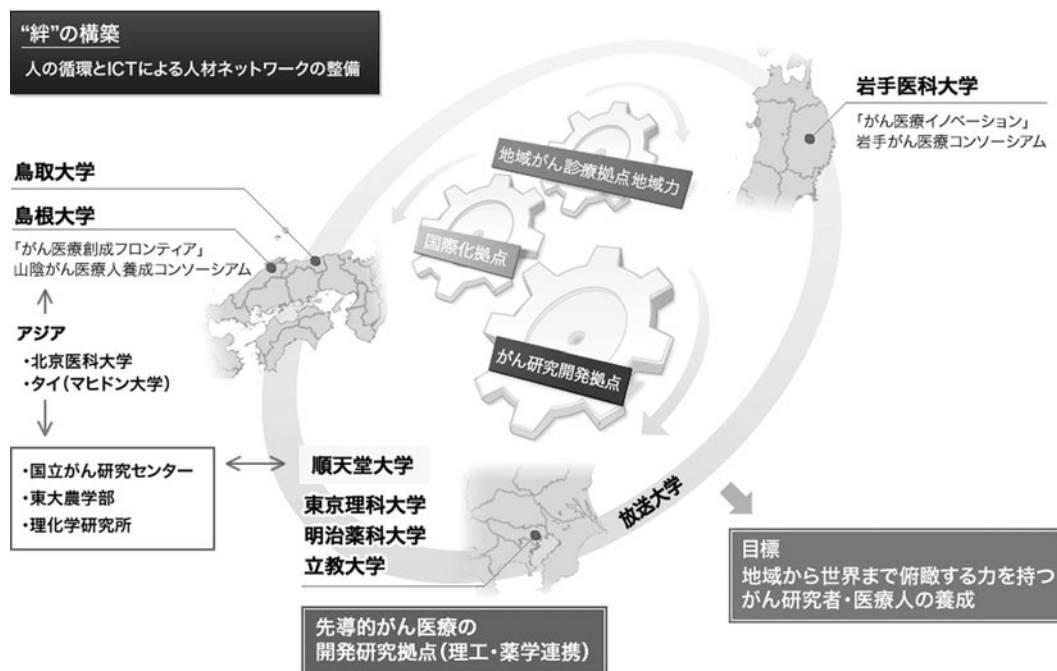 “絆”の構築
人の循環とICTによる人材ネットワークの整備
岩手医科大学
「がん医療イノベーション」
岩手がん医療コンソーシアム
地域がん診療拠点地域力
国際化拠点
がん研究開発拠点
鳥取大学
島根大学
「がん医療創成フロンティア」
山陰がん医療人養成コンソーシアム
アジア
・北京医科大学
・タイ(マヒドン大学)
・国立がん研究センター
・東大農学部
・理化学研究所
順天堂大学
東京理科大学
明治薬科大学
立教大学
放送大学
先導的がん医療の
開発研究拠点(理工・薬学連携)
目標
地域から世界まで俯瞰する力を持つ
がん研究者・医療人の養成